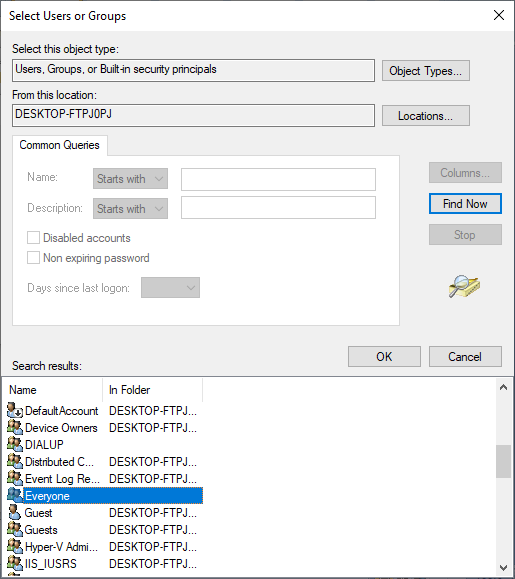 Select Users or Groups
Select this object type:
Users, Groups, or Built-in security principals
Object Types...
From this location:
DESKTOP-FTPJ0PJ
Locations...
Common Queries
Name:
Starts with
Columns...
Description:
Starts with
Find Now
Disabled accounts
Stop
Non expiring password
Days since last logon:
OK
Cancel
Search results:
Name In Folder
DefaultAccount DESKTOP-FTPJ...
Device Owners DESKTOP-FTPJ...
DIALUP
Distributed C... DESKTOP-FTPJ...
Event Log Re... DESKTOP-FTPJ...
Everyone
Guest DESKTOP-FTPJ...
Guests DESKTOP-FTPJ...
Hyper-V Admi... DESKTOP-FTPJ...
IIS_IUSRS DESKTOP-FTPJ...